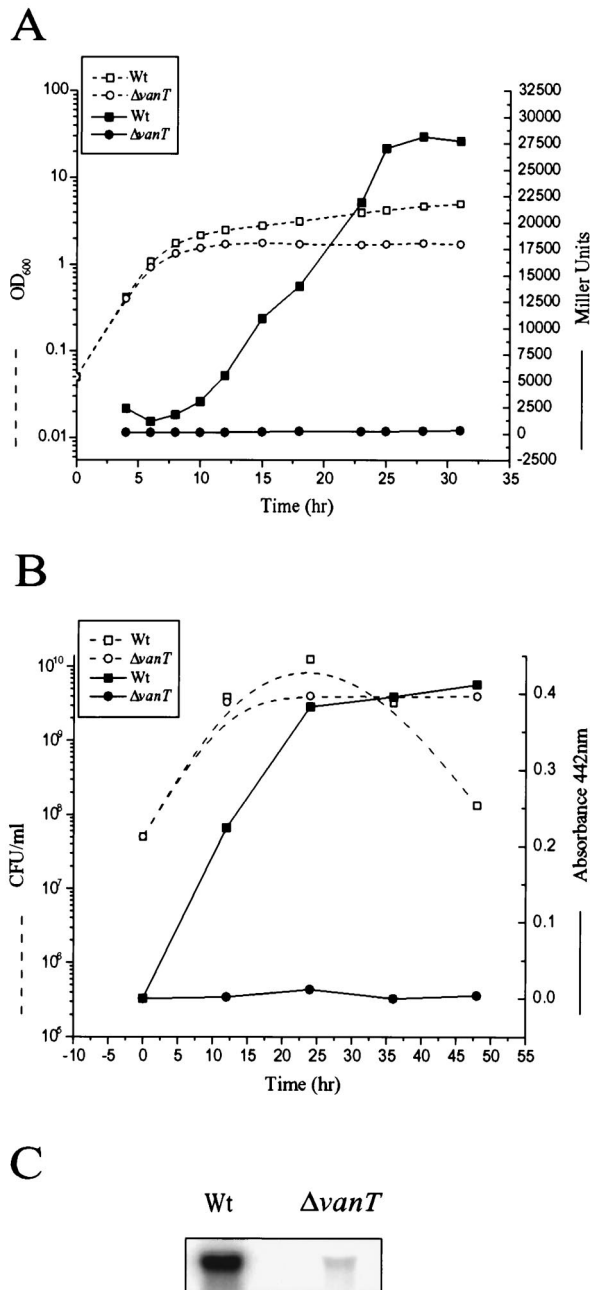 A
Wt
ΔvanT
Wt
ΔvanT
100
10
1
0.1
0.01
OD600
32500
30000
27500
25000
22500
20000
17500
15000
12500
10000
7500
5000
2500
0
-2500
Miller Units
0 5 10 15 20 25 30 35
Time (hr)
B
Wt
ΔvanT
Wt
ΔvanT
10^10
10^9
10^8
10^7
10^6
10^5
CFU/ml
0.4
0.3
0.2
0.1
0.0
Absorbance 442nm
-10 -5 0 5 10 15 20 25 30 35 40 45 50 55
Time (hr)
C
Wt ΔvanT